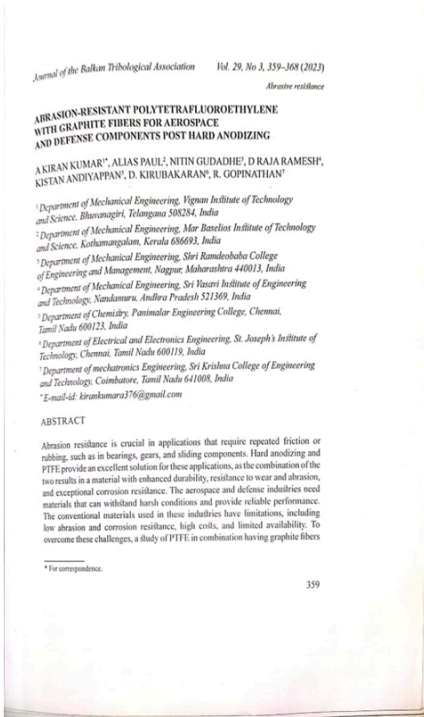 Journal of the Balkan Tribological Association Vol. 29, No 3, 359–368 (2023)
Abrasive resistance
ABRASION-RESISTANT POLYTETRAFLUOROETHYLENE
WITH GRAPHITE FIBERS FOR AEROSPACE
AND DEFENSE COMPONENTS POST HARD ANODIZING
A KIRAN KUMAR¹*, ALIAS PAUL², NITIN GUDADHE³, D RAJA RAMESH⁴,
KISTAN ANDIYAPPAN⁵, D. KIRUBAKARAN⁶, R. GOPINATHAN⁷
¹ Department of Mechanical Engineering, Vignan Institute of Technology
and Science, Bhuvanagiri, Telangana 508284, India
² Department of Mechanical Engineering, Mar Baselios Institute of Technology
and Science, Kothamangalam, Kerala 686693, India
³ Department of Mechanical Engineering, Shri Ramdeobaba College
of Engineering and Management, Nagpur, Maharashtra 440013, India
⁴ Department of Mechanical Engineering, Sri Vasavi Institute of Engineering
and Technology, Nandamuru, Andhra Pradesh 521369, India
⁵ Department of Chemistry, Panimalar Engineering College, Chennai,
Tamil Nadu 600123, India
⁶ Department of Electrical and Electronics Engineering, St. Joseph's Institute of
Technology, Chennai, Tamil Nadu 600119, India
⁷ Department of mechatronics Engineering, Sri Krishna College of Engineering
and Technology, Coimbatore, Tamil Nadu 641008, India
* E-mail-id: kirankumara376@gmail.com
ABSTRACT
Abrasion resistance is crucial in applications that require repeated friction or
rubbing, such as in bearings, gears, and sliding components. Hard anodizing and
PTFE provide an excellent solution for these applications, as the combination of the
two results in a material with enhanced durability, resistance to wear and abrasion,
and exceptional corrosion resistance. The aerospace and defense industries need
materials that can withstand harsh conditions and provide reliable performance.
The conventional materials used in these industries have limitations, including
low abrasion and corrosion resistance, high costs, and limited availability. To
overcome these challenges, a study of PTFE in combination having graphite fibers
* For correspondence.
359